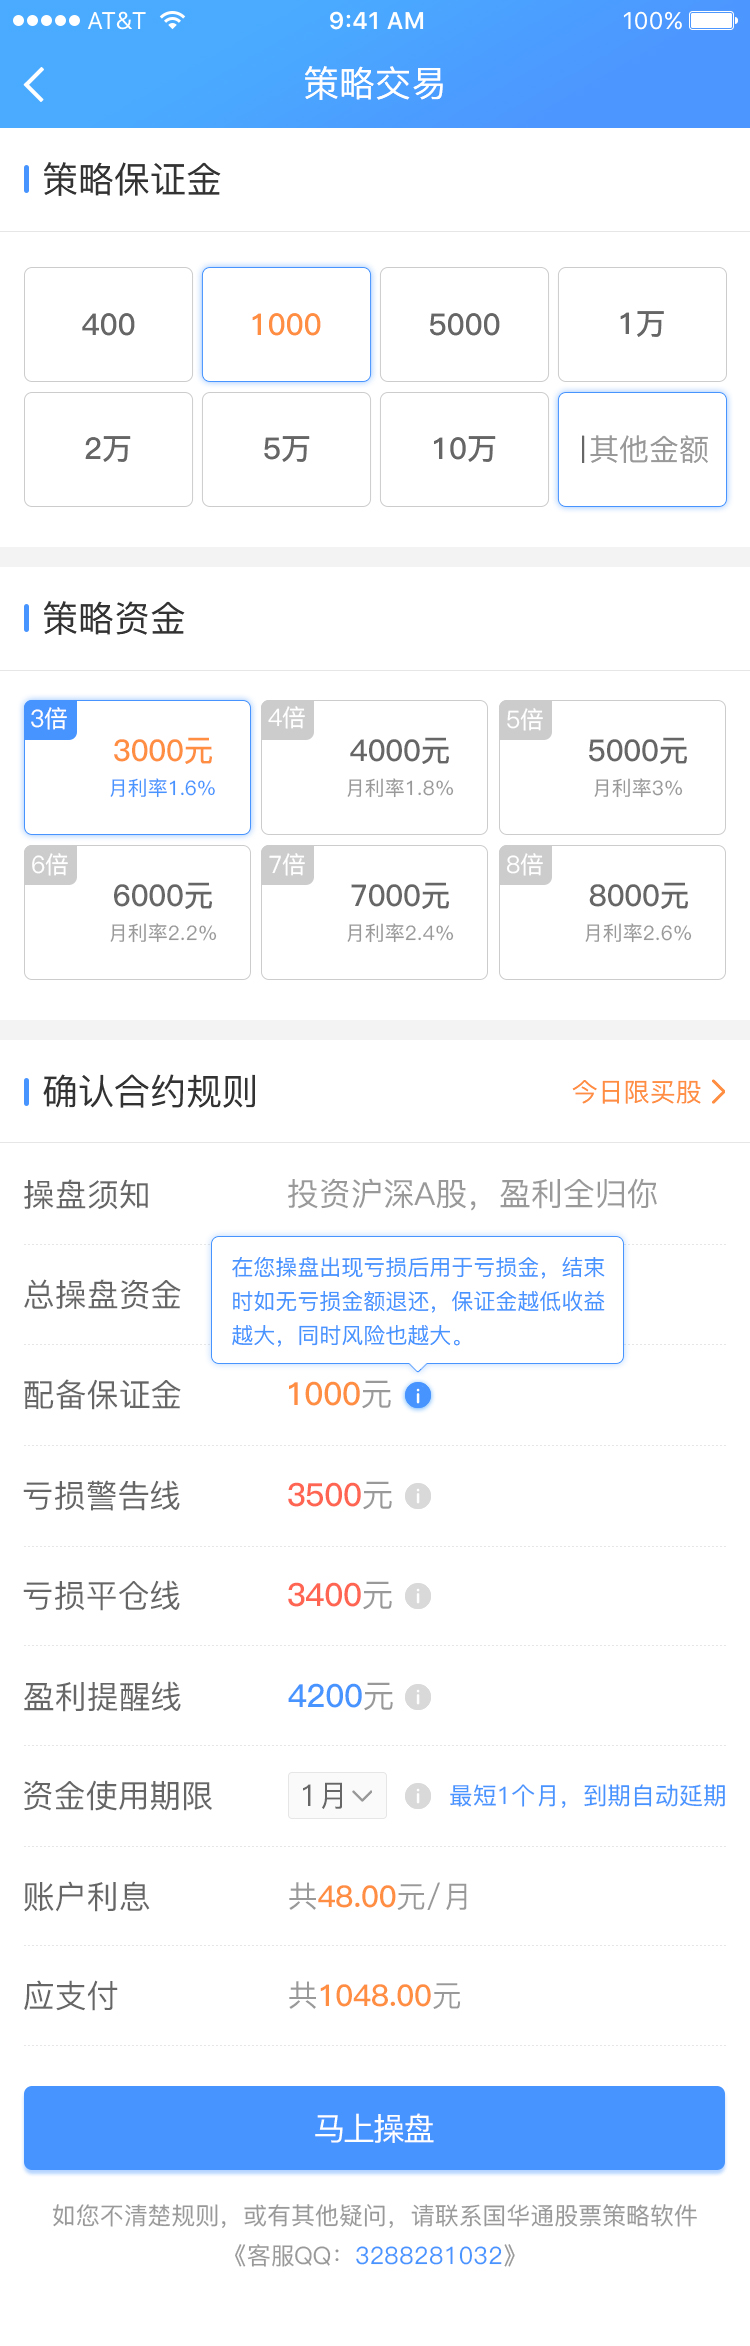 AT&T 9:41 AM 100%
策略交易
策略保证金
400 1000 5000 1万
2万 5万 10万 其他金额
策略资金
3倍 4倍 5倍
3000元 4000元 5000元
月利率1.6% 月利率1.8% 月利率3%
6倍 7倍 8倍
6000元 7000元 8000元
月利率2.2% 月利率2.4% 月利率2.6%
确认合约规则 今日限买股
操盘须知 投资沪深A股，盈利全归你
总操盘资金
在您操盘出现亏损后用于亏损金，结束
时如无亏损金额退还，保证金越低收益
越大，同时风险也越大。
配备保证金 1000元
亏损警告线 3500元
亏损平仓线 3400元
盈利提醒线 4200元
资金使用期限 1月 最短1个月，到期自动延期
账户利息 共48.00元/月
应支付 共1048.00元
马上操盘
如您不清楚规则，或有其他疑问，请联系国华通股票策略软件
《客服QQ：3288281032》